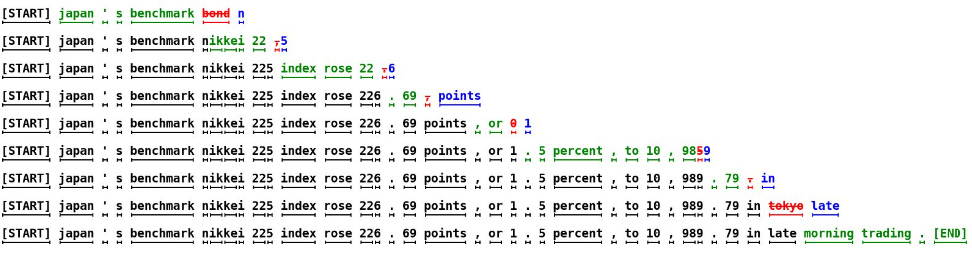 [START] japan ' s benchmark bond n
[START] japan ' s benchmark nikkei 22 ,5
[START] japan ' s benchmark nikkei 225 index rose 22 ,6
[START] japan ' s benchmark nikkei 225 index rose 226 . 69 , points
[START] japan ' s benchmark nikkei 225 index rose 226 . 69 points , or 0 1
[START] japan ' s benchmark nikkei 225 index rose 226 . 69 points , or 1 . 5 percent , to 10 , 9859
[START] japan ' s benchmark nikkei 225 index rose 226 . 69 points , or 1 . 5 percent , to 10 , 989 . 79 , in
[START] japan ' s benchmark nikkei 225 index rose 226 . 69 points , or 1 . 5 percent , to 10 , 989 . 79 in tokyo late
[START] japan ' s benchmark nikkei 225 index rose 226 . 69 points , or 1 . 5 percent , to 10 , 989 . 79 in late morning trading . [END]